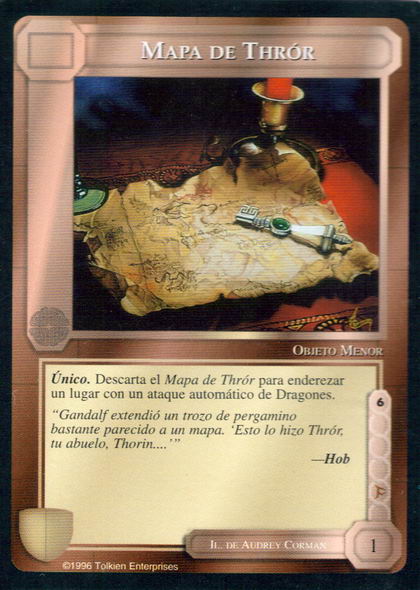 MAPA DE THRÓR
OBJETO MENOR
Único. Descarta el Mapa de Thrór para enderezar
un lugar con un ataque automático de Dragones.
“Gandalf extendió un trozo de pergamino
bastante parecido a un mapa. ‘Esto lo hizo Thrór,
tu abuelo, Thorin....’”
—Hob
6
IL. DE AUDREY CORMAN
1
©1996 Tolkien Enterprises